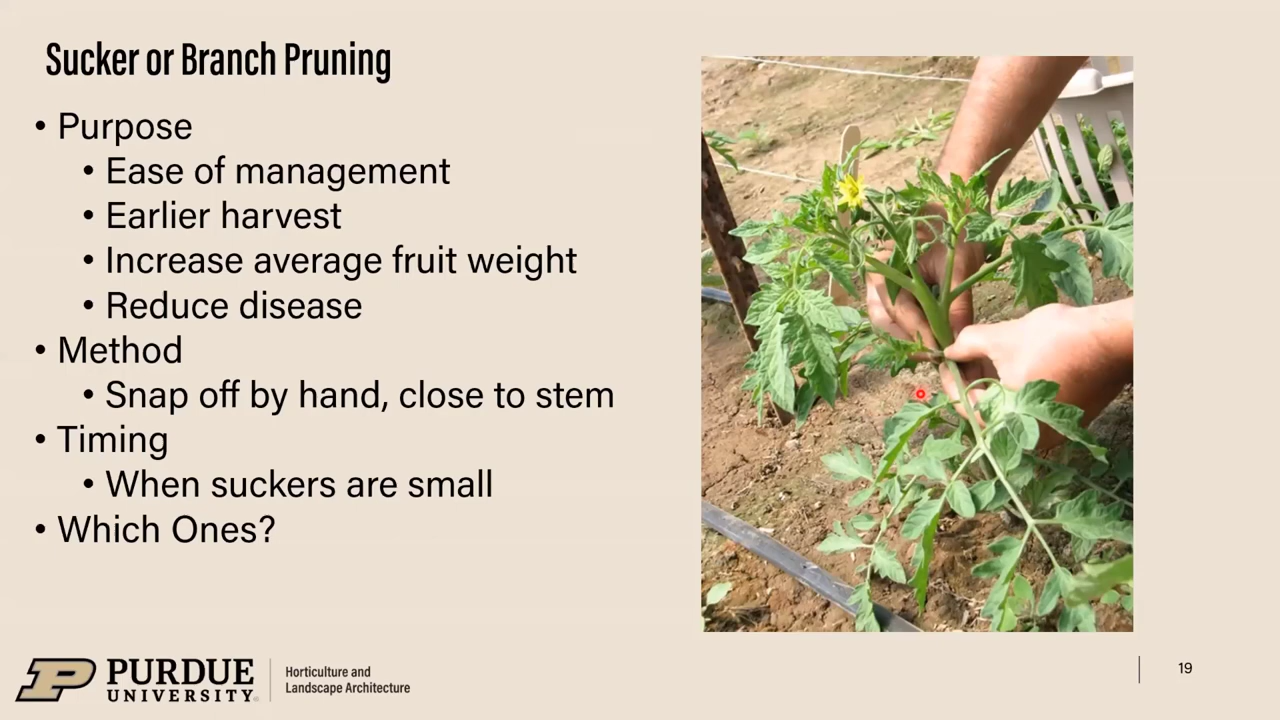 Sucker or Branch Pruning
• Purpose
• Ease of management
• Earlier harvest
• Increase average fruit weight
• Reduce disease
• Method
• Snap off by hand, close to stem
• Timing
• When suckers are small
• Which Ones?
P PURDUE
UNIVERSITY
Horticulture and
Landscape Architecture
19